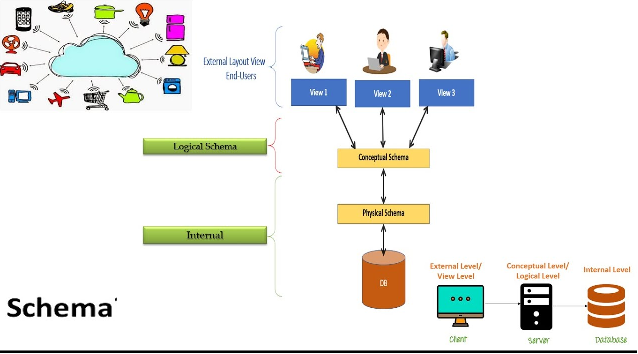 External Layout View
End-Users
View 1
View 2
View 3
Logical Schema
Conceptual Schema
Physical Schema
Internal
DB
Schema
External Level/
View Level
Conceptual Level/
Logical Level
Internal Level
Client
Server
Database